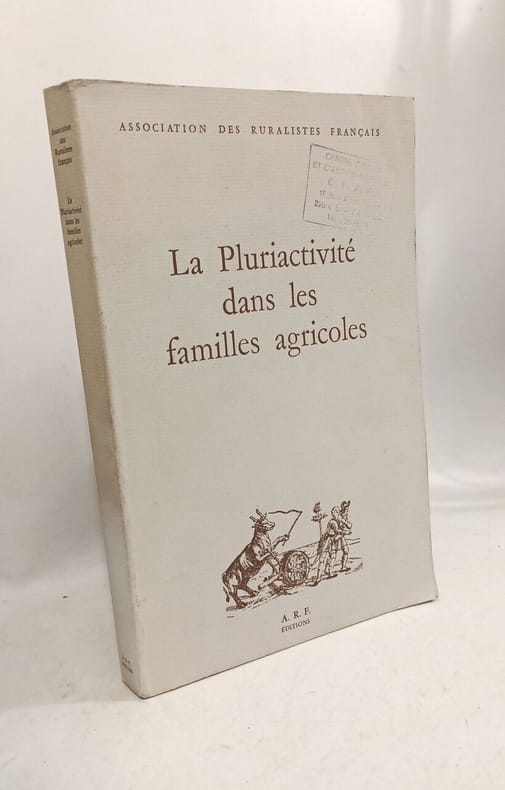 ASSOCIATION DES RURALISTES FRANÇAIS
La Pluriactivité
dans les
familles agricoles
A. R. F.
EDITIONS
Association
des
Ruralistes
Français
La
Pluriactivité
dans les
familles
agricoles
CENTRE